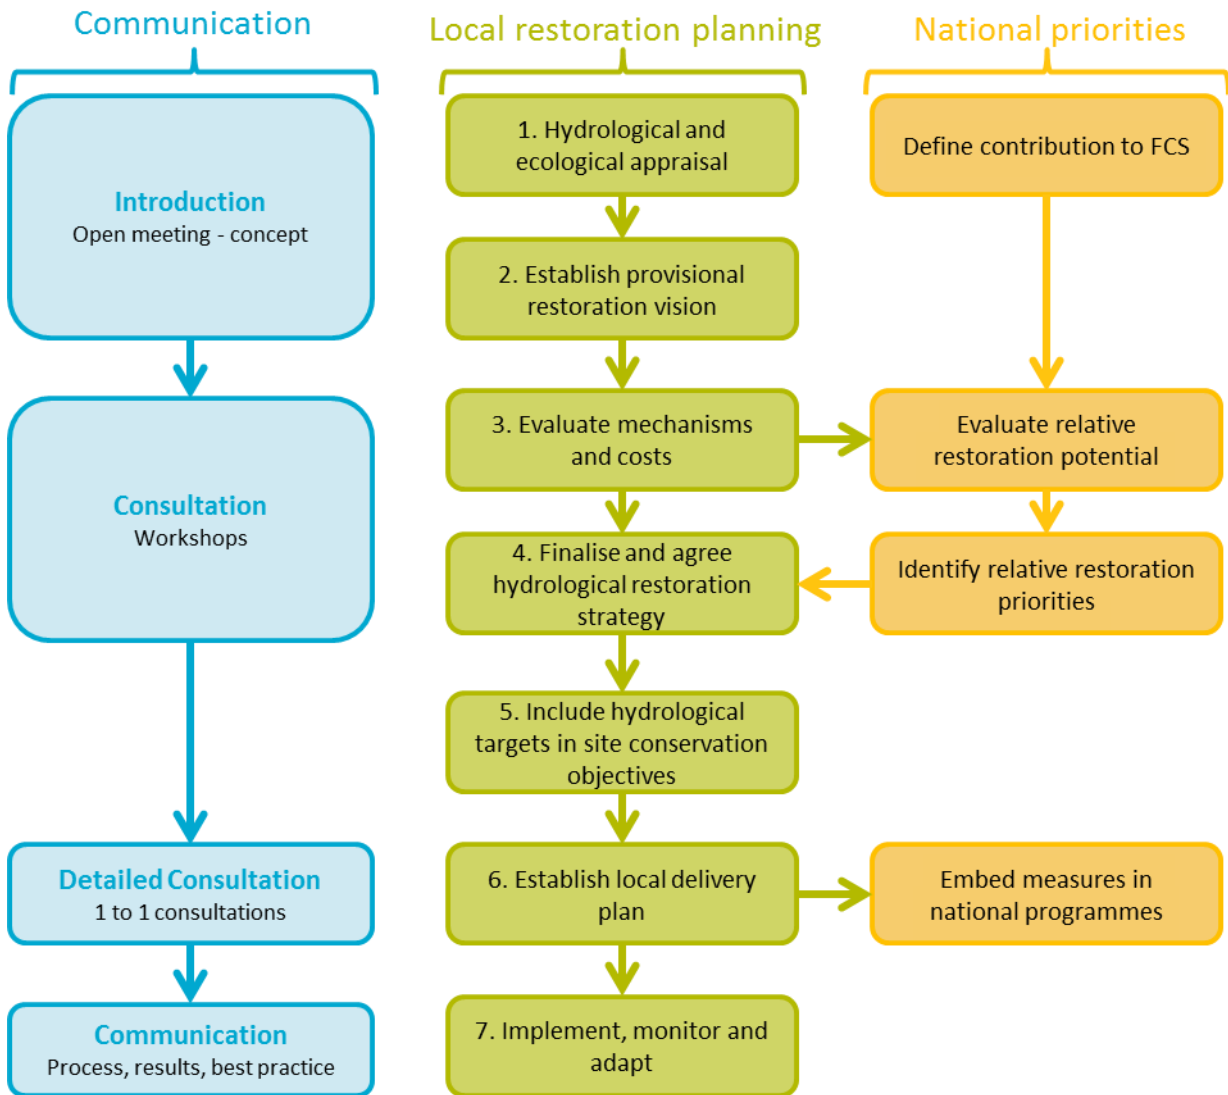 Communication
Introduction
Open meeting - concept
Consultation
Workshops
Detailed Consultation
1 to 1 consultations
Communication
Process, results, best practice
Local restoration planning
1. Hydrological and
ecological appraisal
2. Establish provisional
restoration vision
3. Evaluate mechanisms
and costs
4. Finalise and agree
hydrological restoration
strategy
5. Include hydrological
targets in site conservation
objectives
6. Establish local delivery
plan
7. Implement, monitor and
adapt
National priorities
Define contribution to FCS
Evaluate relative
restoration potential
Identify relative restoration
priorities
Embed measures in
national programmes